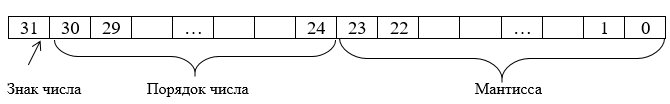 31 30 29 … 24 23 22 … 1 0
Знак числа Порядок числа Мантисса